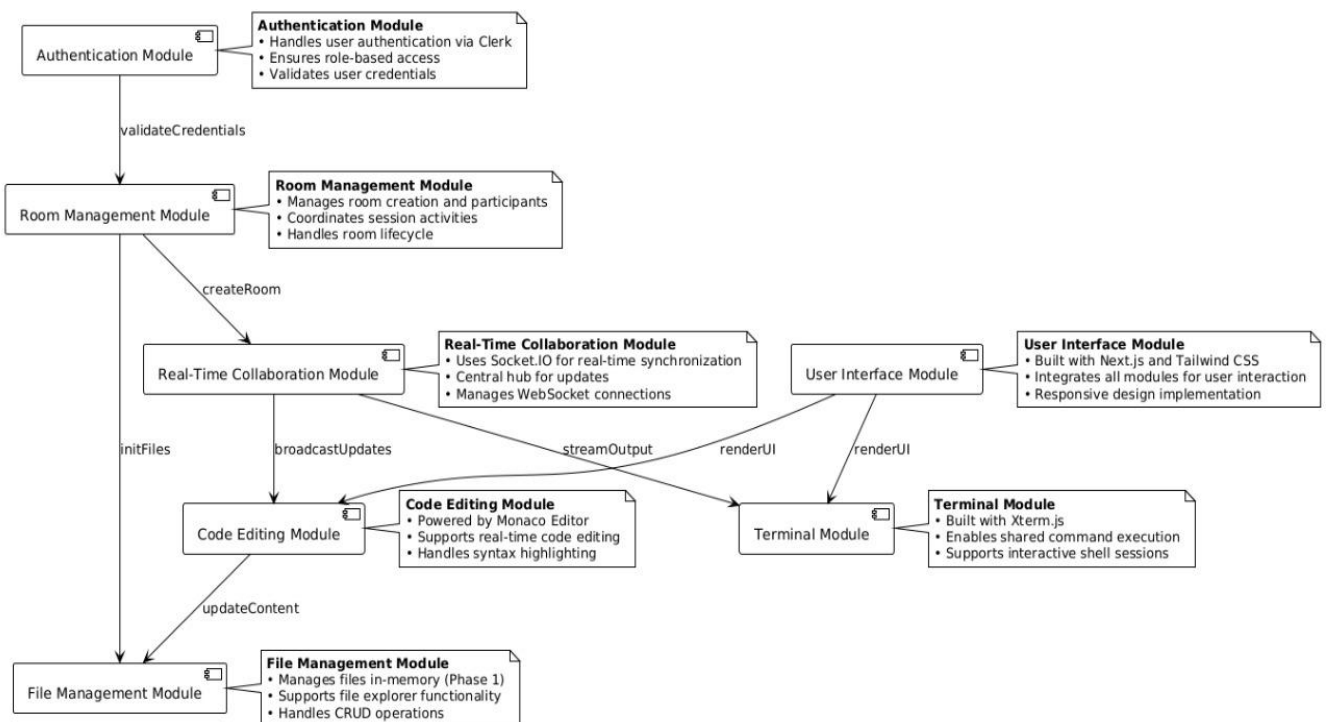 Authentication Module
Authentication Module
• Handles user authentication via Clerk
• Ensures role-based access
• Validates user credentials
validateCredentials
Room Management Module
Room Management Module
• Manages room creation and participants
• Coordinates session activities
• Handles room lifecycle
createRoom
Real-Time Collaboration Module
Real-Time Collaboration Module
• Uses Socket.IO for real-time synchronization
• Central hub for updates
• Manages WebSocket connections
User Interface Module
User Interface Module
• Built with Next.js and Tailwind CSS
• Integrates all modules for user interaction
• Responsive design implementation
initFiles
broadcastUpdates
streamOutput
renderUI
renderUI
Code Editing Module
Code Editing Module
• Powered by Monaco Editor
• Supports real-time code editing
• Handles syntax highlighting
Terminal Module
Terminal Module
• Built with Xterm.js
• Enables shared command execution
• Supports interactive shell sessions
updateContent
File Management Module
File Management Module
• Manages files in-memory (Phase 1)
• Supports file explorer functionality
• Handles CRUD operations